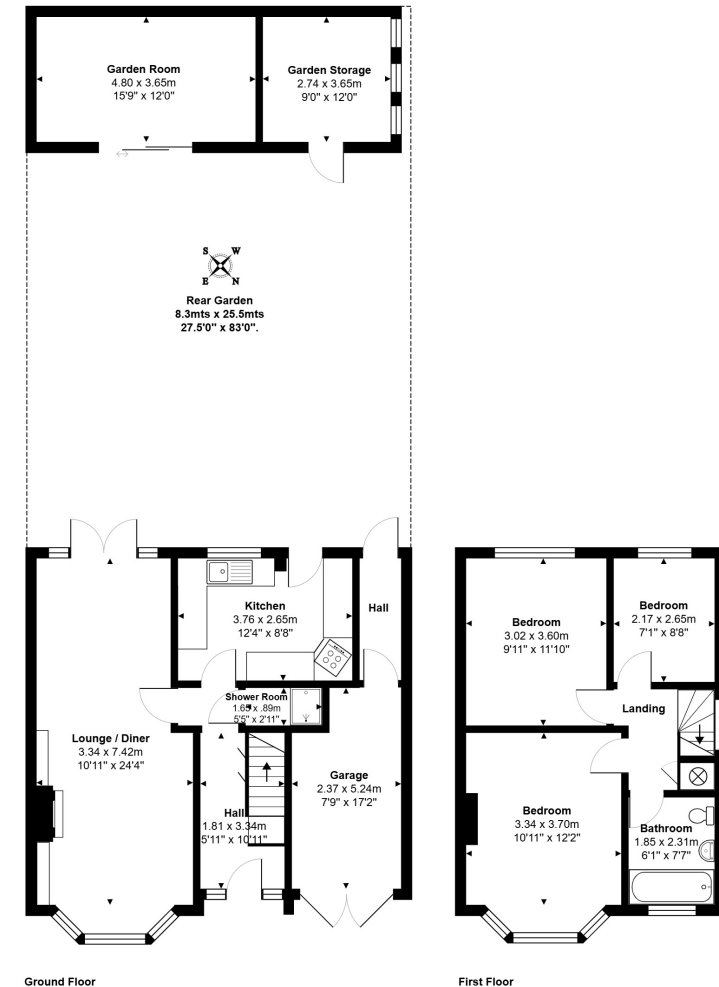 Garden Room
4.80 x 3.65m
15'9" x 12'0"
Garden Storage
2.74 x 3.65m
9'0" x 12'0"
S W
E N
Rear Garden
8.3mts x 25.5mts
27.5'0" x 83'0".
Kitchen
3.76 x 2.65m
12'4" x 8'8"
Hall
Shower Room
1.65 x .89m
5'5" x 2'11"
Lounge / Diner
3.34 x 7.42m
10'11" x 24'4"
Garage
2.37 x 5.24m
7'9" x 17'2"
Hall
1.81 x 3.34m
5'11" x 10'11"
Bedroom
3.02 x 3.60m
9'11" x 11'10"
Bedroom
2.17 x 2.65m
7'1" x 8'8"
Landing
Bedroom
3.34 x 3.70m
10'11" x 12'2"
Bathroom
1.85 x 2.31m
6'1" x 7'7"
Ground Floor
First Floor